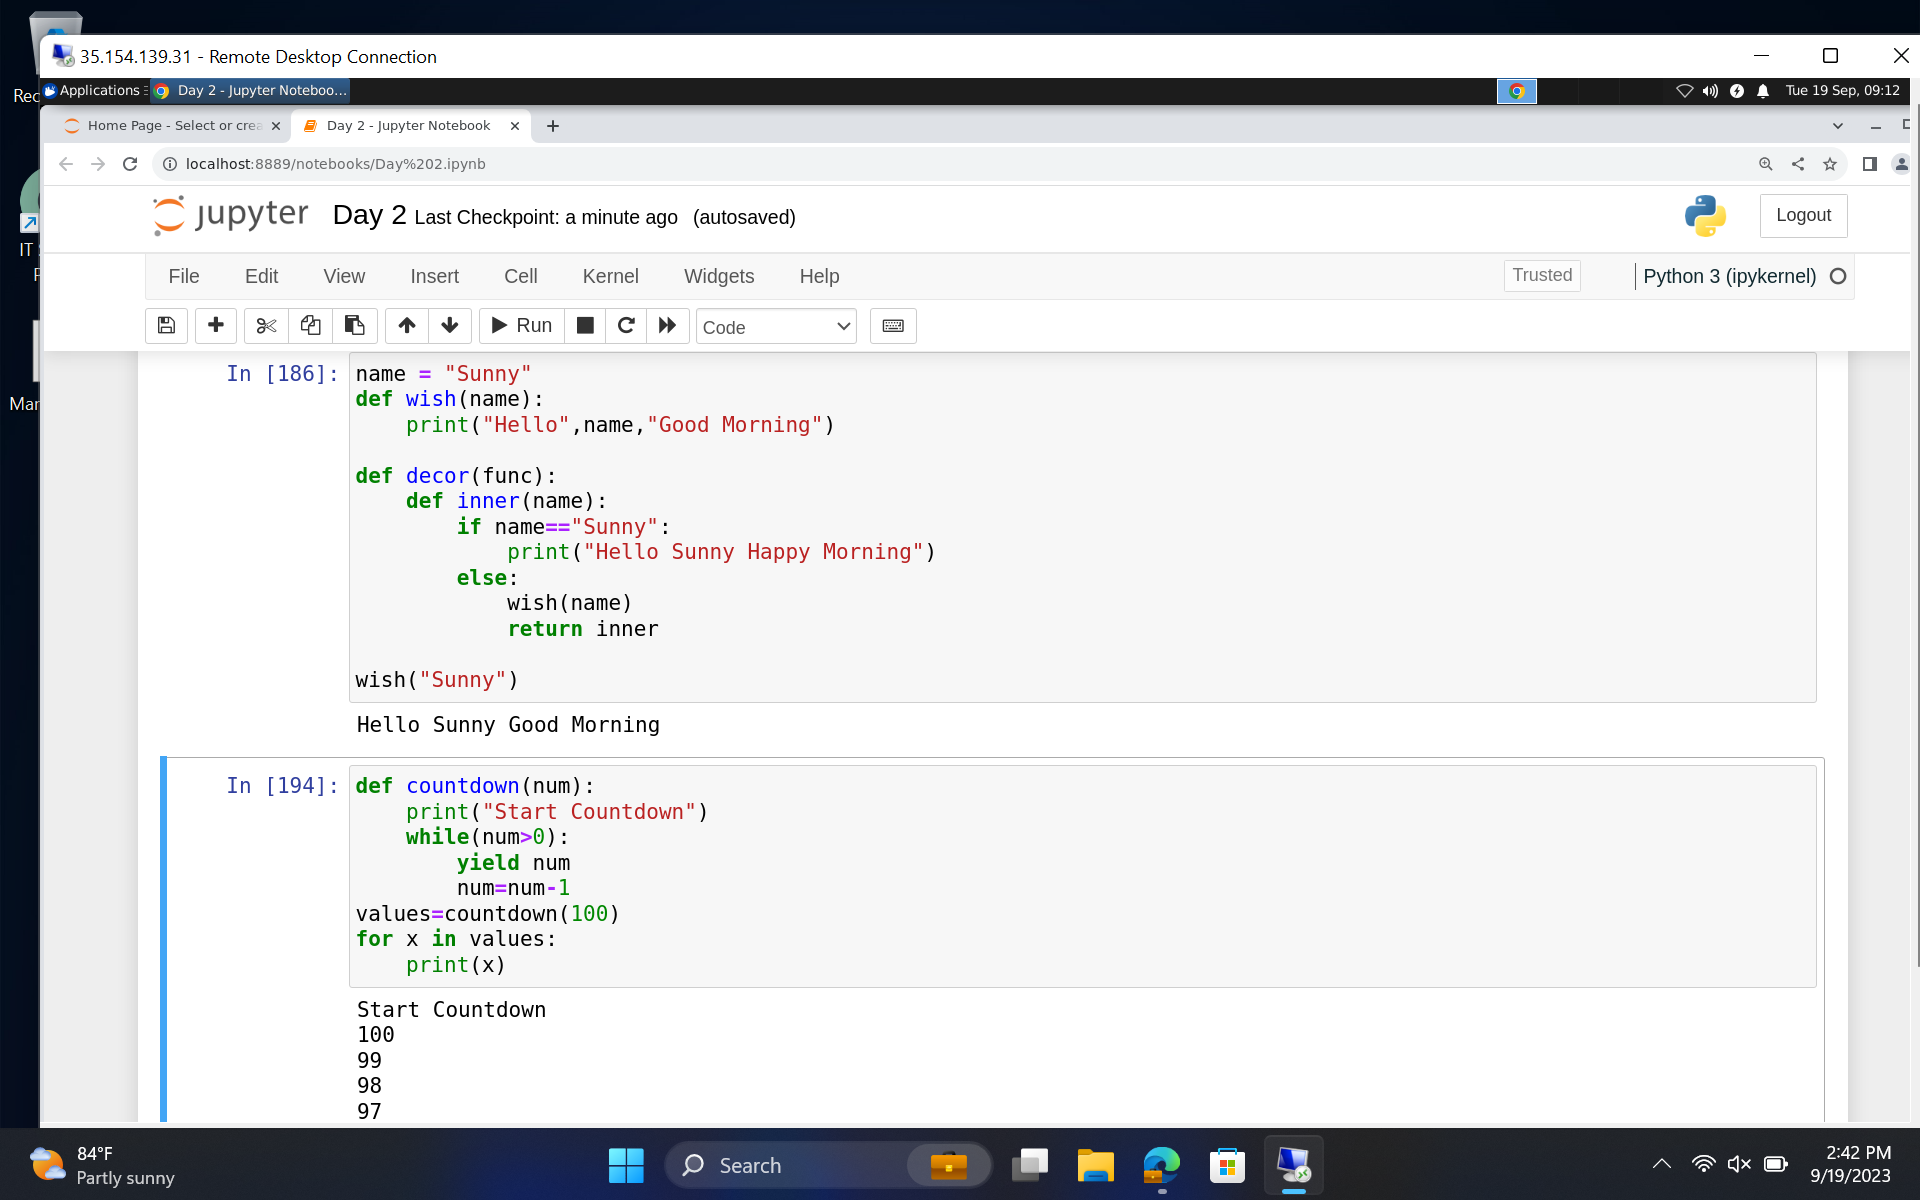 35.154.139.31 - Remote Desktop Connection
Applications Day 2 - Jupyter Noteboo... Tue 19 Sep, 09:12
Home Page - Select or crea Day 2 - Jupyter Notebook
localhost:8889/notebooks/Day%202.ipynb
jupyter Day 2 Last Checkpoint: a minute ago (autosaved) Logout
File Edit View Insert Cell Kernel Widgets Help Trusted Python 3 (ipykernel)
Run Code
In [186]: name = "Sunny"
def wish(name):
    print("Hello",name,"Good Morning")
def decor(func):
    def inner(name):
        if name=="Sunny":
            print("Hello Sunny Happy Morning")
        else:
            wish(name)
            return inner
wish("Sunny")
Hello Sunny Good Morning
In [194]: def countdown(num):
    print("Start Countdown")
    while(num>0):
        yield num
        num=num-1
values=countdown(100)
for x in values:
    print(x)
Start Countdown
100
99
98
97
Rec
IT
Mar
84°F
Partly sunny
Search
2:42 PM
9/19/2023